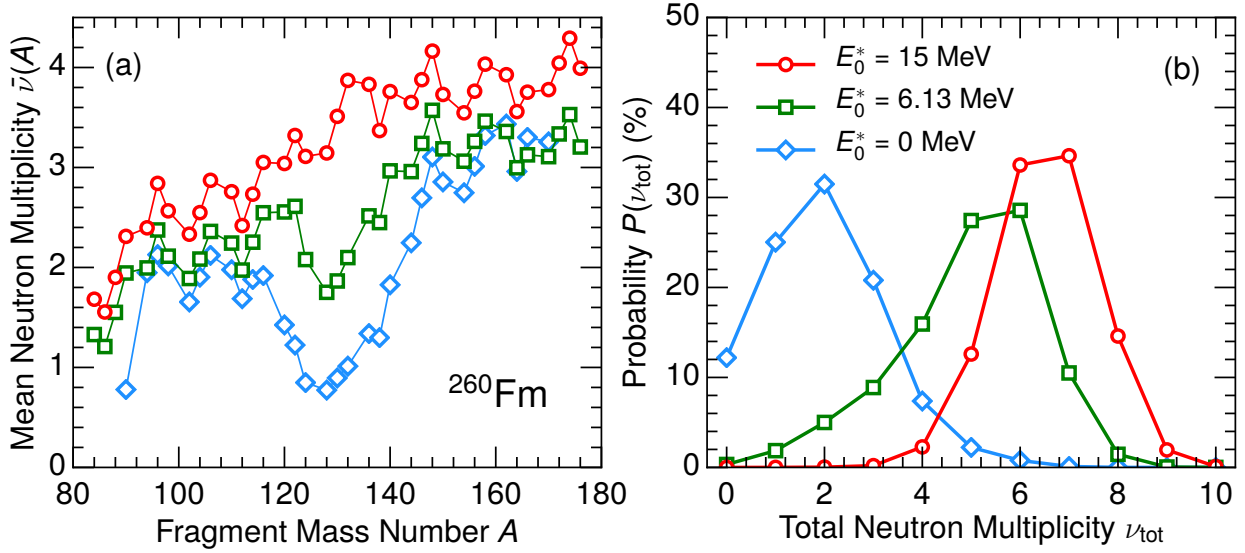 (a)
Mean Neutron Multiplicity ν̄(A)
4
3
2
1
0
²⁶⁰Fm
80 100 120 140 160 180
Fragment Mass Number A
(b)
E₀* = 15 MeV
E₀* = 6.13 MeV
E₀* = 0 MeV
Probability P(νtot) (%)
50
40
30
20
10
0
0 2 4 6 8 10
Total Neutron Multiplicity νtot